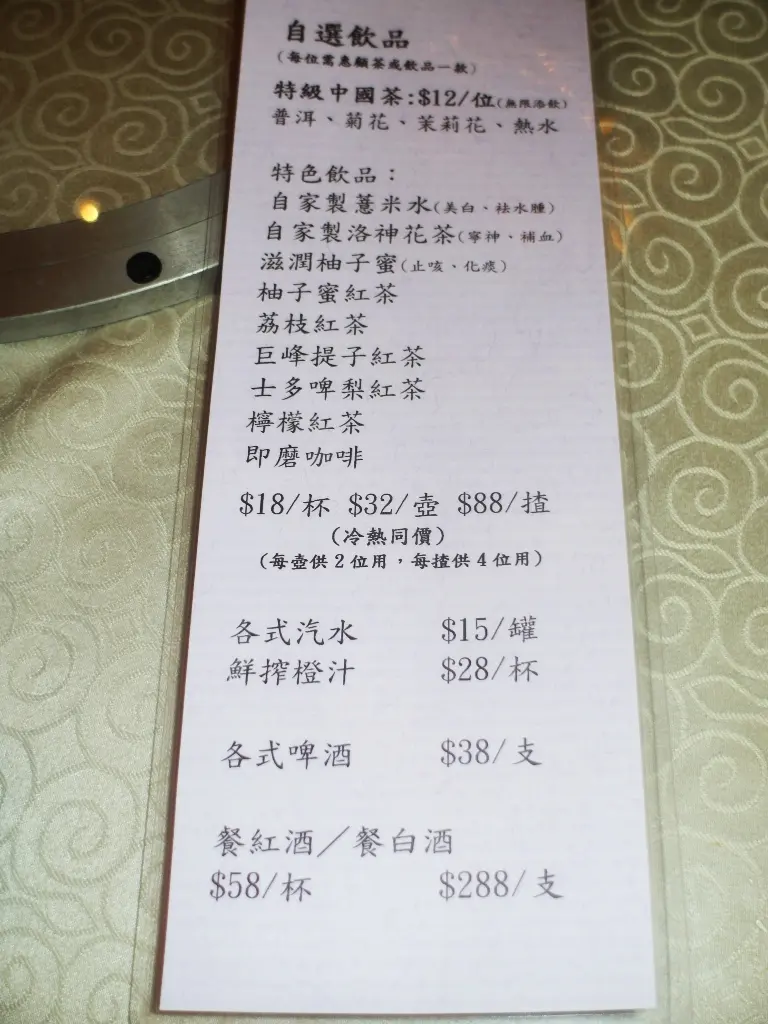 自選飲品
(每位需惠顧茶或飲品一款)
特級中國茶:$12/位(無限添飲)
普洱、菊花、茉莉花、熱水
特色飲品：
自家製薏米水(美白、袪水腫)
自家製洛神花茶(寧神、補血)
滋潤柚子蜜(止咳、化痰)
柚子蜜紅茶
荔枝紅茶
巨峰提子紅茶
士多啤梨紅茶
檸檬紅茶
即磨咖啡
$18/杯 $32/壺 $88/揸
(冷熱同價)
(每壺供2位用，每揸供4位用)
各式汽水 $15/罐
鮮搾橙汁 $28/杯
各式啤酒 $38/支
餐紅酒／餐白酒
$58/杯 $288/支